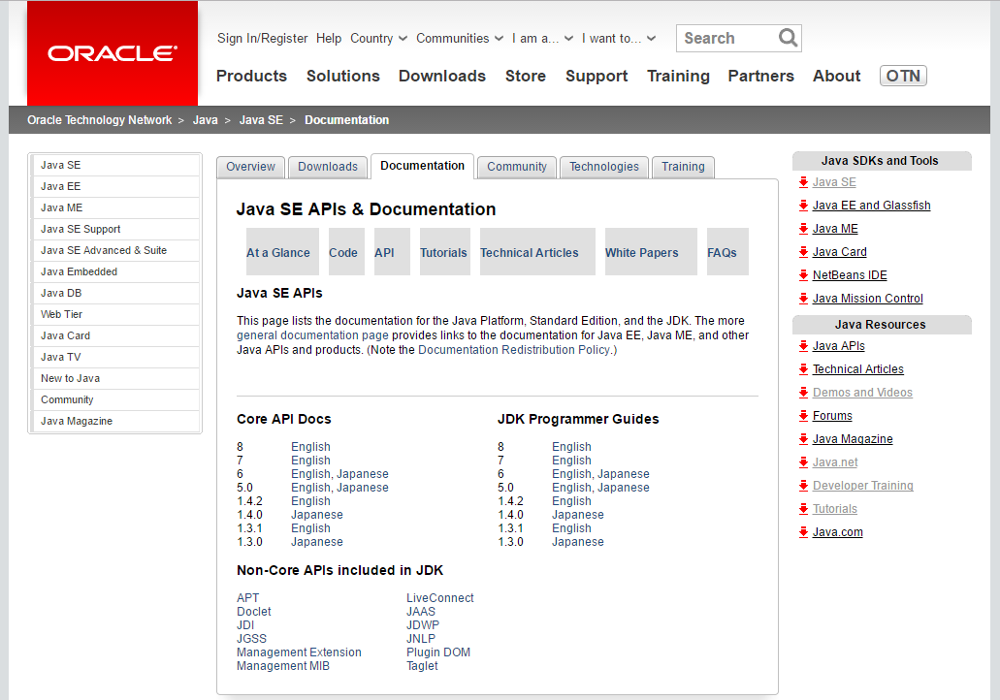 ORACLE
Sign In/Register Help Country Communities I am a... I want to... Search
Products Solutions Downloads Store Support Training Partners About OTN
Oracle Technology Network > Java > Java SE > Documentation
Java SE
Java EE
Java ME
Java SE Support
Java SE Advanced & Suite
Java Embedded
Java DB
Web Tier
Java Card
Java TV
New to Java
Community
Java Magazine
Overview Downloads Documentation Community Technologies Training
Java SE APIs & Documentation
At a Glance Code API Tutorials Technical Articles White Papers FAQs
Java SE APIs
This page lists the documentation for the Java Platform, Standard Edition, and the JDK. The more
general documentation page provides links to the documentation for Java EE, Java ME, and other
Java APIs and products. (Note the Documentation Redistribution Policy.)
Core API Docs
8 English
7 English
6 English, Japanese
5.0 English, Japanese
1.4.2 English
1.4.0 Japanese
1.3.1 English
1.3.0 Japanese
JDK Programmer Guides
8 English
7 English
6 English, Japanese
5.0 English, Japanese
1.4.2 English
1.4.0 Japanese
1.3.1 English
1.3.0 Japanese
Non-Core APIs included in JDK
APT LiveConnect
Doclet JAAS
JDI JDWP
JGSS JNLP
Management Extension Plugin DOM
Management MIB Taglet
Java SDKs and Tools
Java SE
Java EE and Glassfish
Java ME
Java Card
NetBeans IDE
Java Mission Control
Java Resources
Java APIs
Technical Articles
Demos and Videos
Forums
Java Magazine
Java.net
Developer Training
Tutorials
Java.com